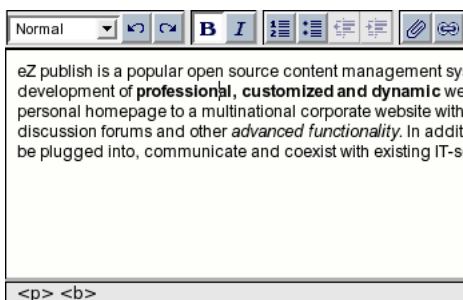 Normal B I
eZ publish is a popular open source content management sy
development of professional, customized and dynamic we
personal homepage to a multinational corporate website with
discussion forums and other advanced functionality. In addit
be plugged into, communicate and coexist with existing IT-s
<p> <b>